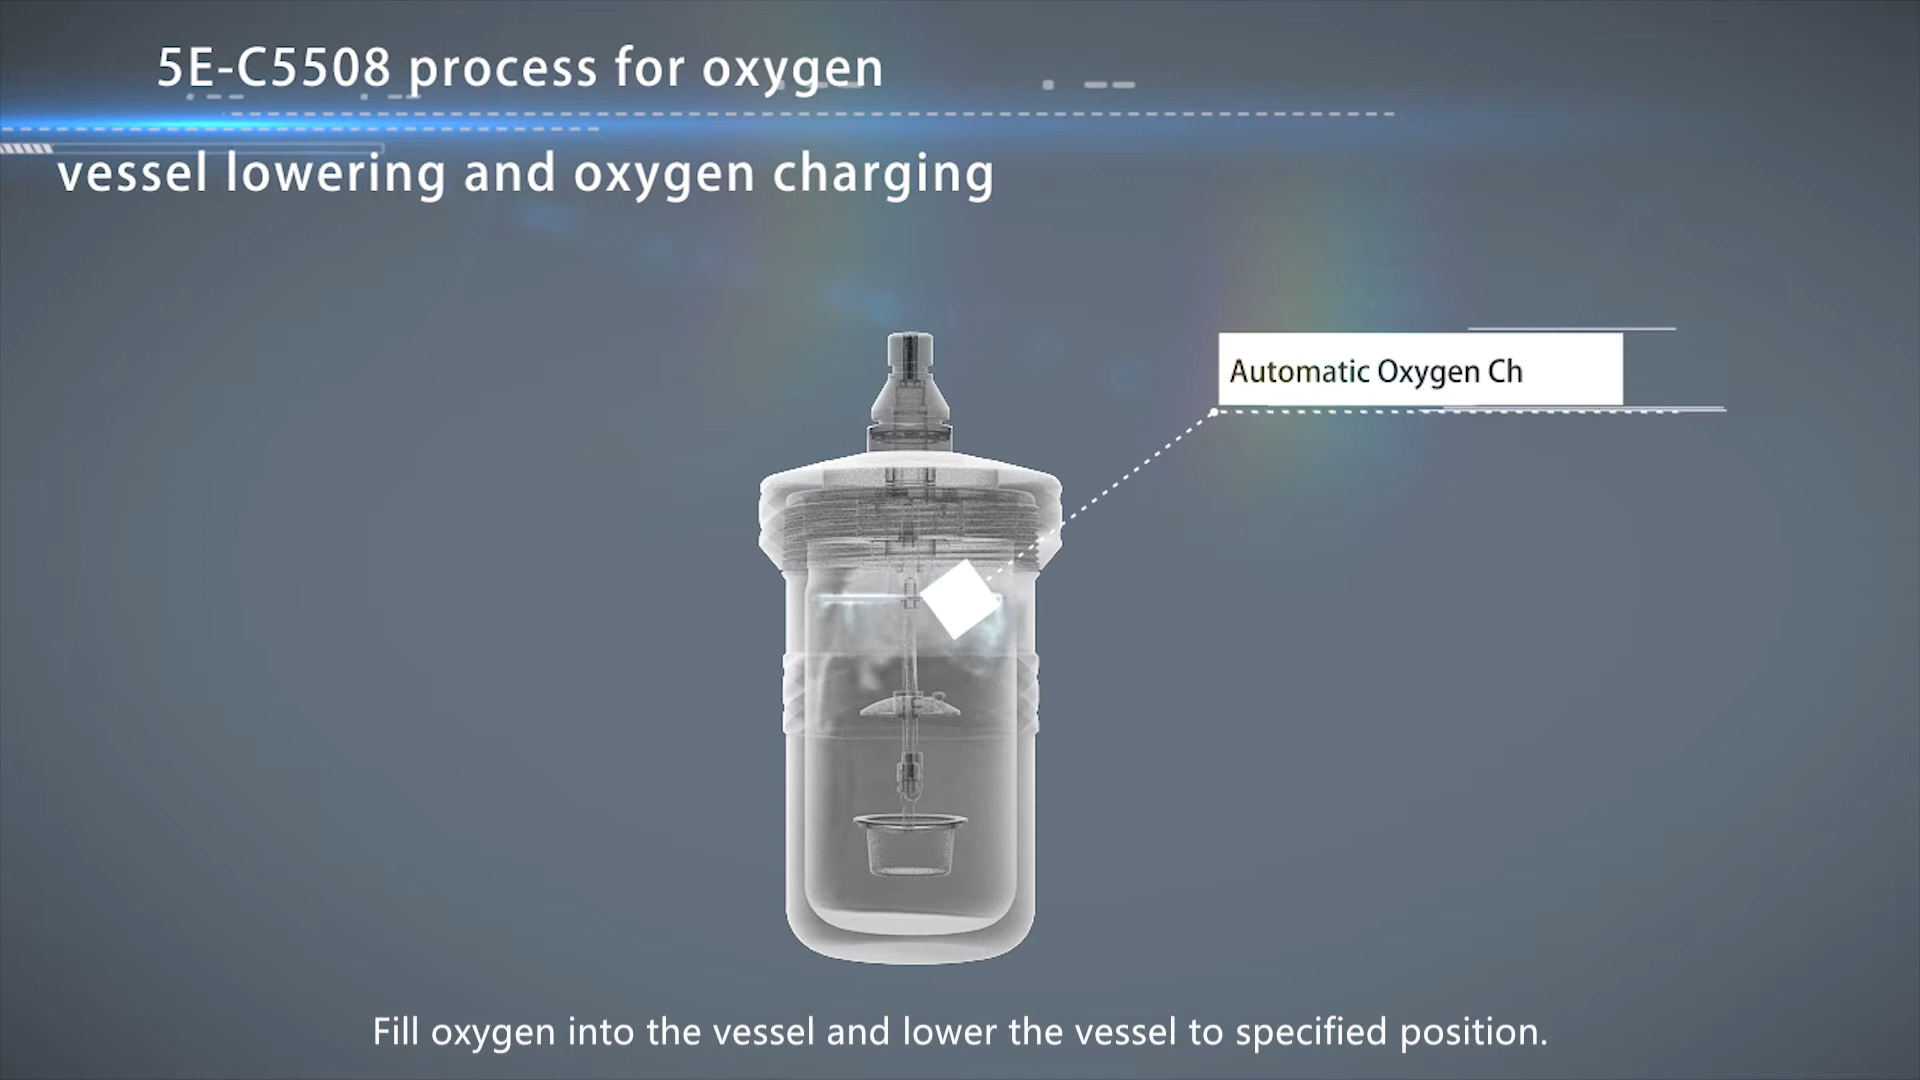 5E-C5508 process for oxygen
vessel lowering and oxygen charging
Automatic Oxygen Ch
Fill oxygen into the vessel and lower the vessel to specified position.